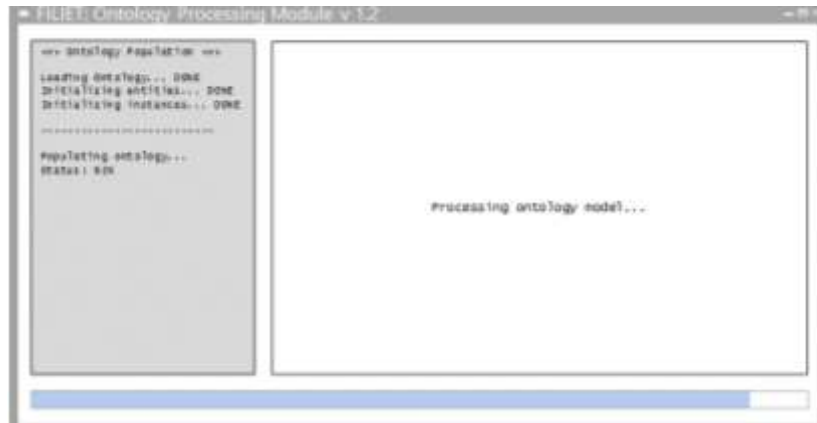 FILIET: Ontology Processing Module v 1.2
Ontology Population
Loading Ontology... DONE
Initializing entities... DONE
Initializing instances... DONE
---------------------------
Populating ontology...
Status:
Processing ontology model...